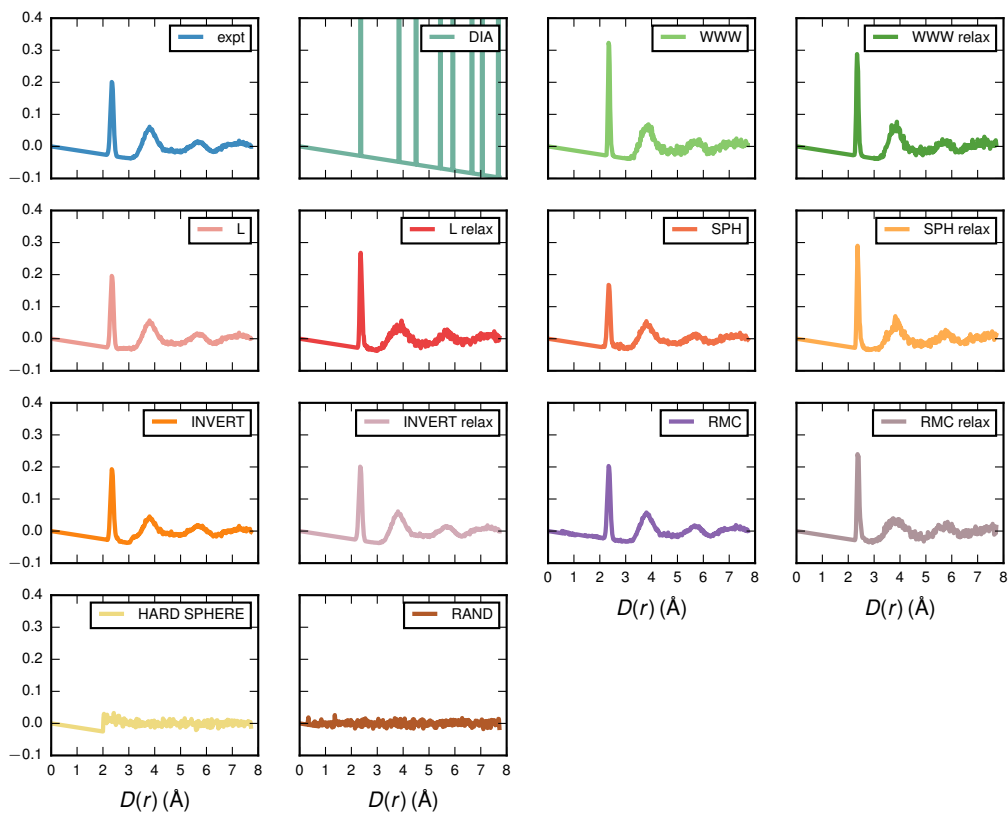 0.4
0.3
0.2
0.1
0.0
−0.1
expt
DIA
WWW
WWW relax
0.4
0.3
0.2
0.1
0.0
−0.1
L
L relax
SPH
SPH relax
0.4
0.3
0.2
0.1
0.0
−0.1
INVERT
INVERT relax
RMC
RMC relax
0 1 2 3 4 5 6 7 8
0 1 2 3 4 5 6 7 8
D(r) (Å)
D(r) (Å)
0.4
0.3
0.2
0.1
0.0
−0.1
HARD SPHERE
RAND
0 1 2 3 4 5 6 7 8
0 1 2 3 4 5 6 7 8
D(r) (Å)
D(r) (Å)